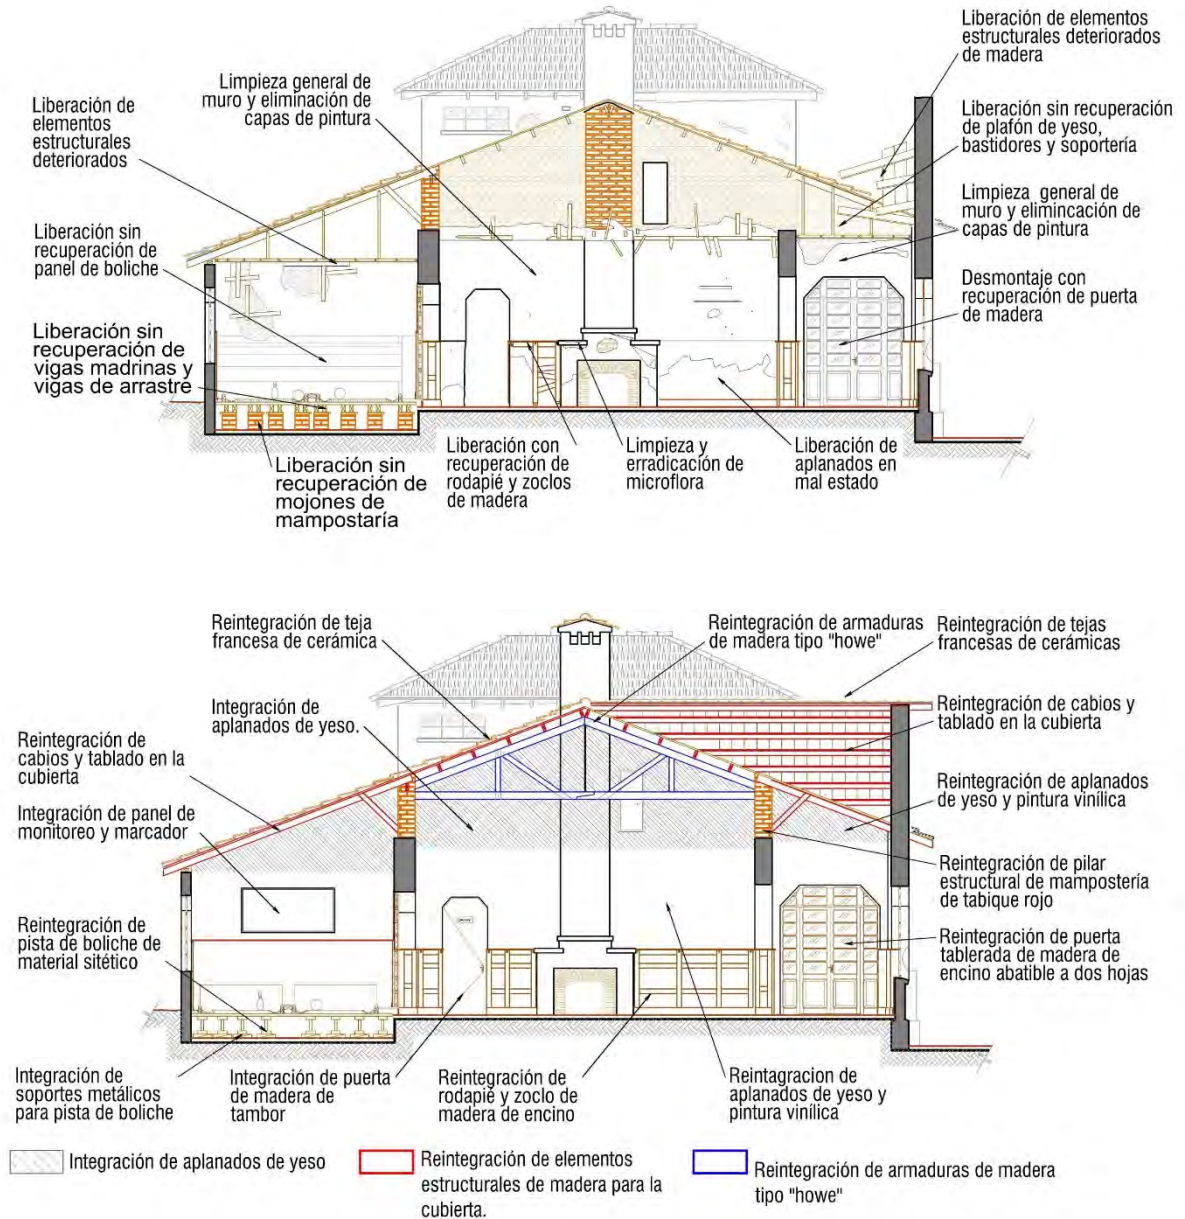 Liberación de
elementos
estructurales
deteriorados
Limpieza general de
muro y eliminación de
capas de pintura
Liberación de elementos
estructurales deteriorados
de madera
Liberación sin recuperación
de plafón de yeso,
bastidores y soportería
Limpieza general de
muro y elimincación de
capas de pintura
Desmontaje con
recuperación de puerta
de madera
Liberación sin
recuperación de
panel de boliche
Liberación sin
recuperación de
vigas madrinas y
vigas de arrastre
Liberación sin
recuperación de
mojones de
mampostaría
Liberación con
recuperación de
rodapié y zoclos
de madera
Limpieza y
erradicación de
microflora
Liberación de
aplanados en
mal estado
Reintegración de teja
francesa de cerámica
Reintegración de armaduras
de madera tipo "howe"
Reintegración de tejas
francesas de cerámicas
Integración de
aplanados de yeso.
Reintegración de cabios y
tablado en la cubierta
Reintegración de
cabios y tablado en la
cubierta
Reintegración de aplanados
de yeso y pintura vinílica
Integración de panel de
monitoreo y marcador
Reintegración de pilar
estructural de mampostería
de tabique rojo
Reintegración de
pista de boliche de
material sitético
Reintegración de puerta
tablerada de madera de
encino abatible a dos hojas
Integración de
soportes metálicos
para pista de boliche
Integración de puerta
de madera de
tambor
Reintegración de
rodapié y zoclo de
madera de encino
Reintagracion de
aplanados de yeso y
pintura vinílica
Integración de aplanados de yeso
Reintegración de elementos
estructurales de madera para la
cubierta.
Reintegración de armaduras de madera
tipo "howe"